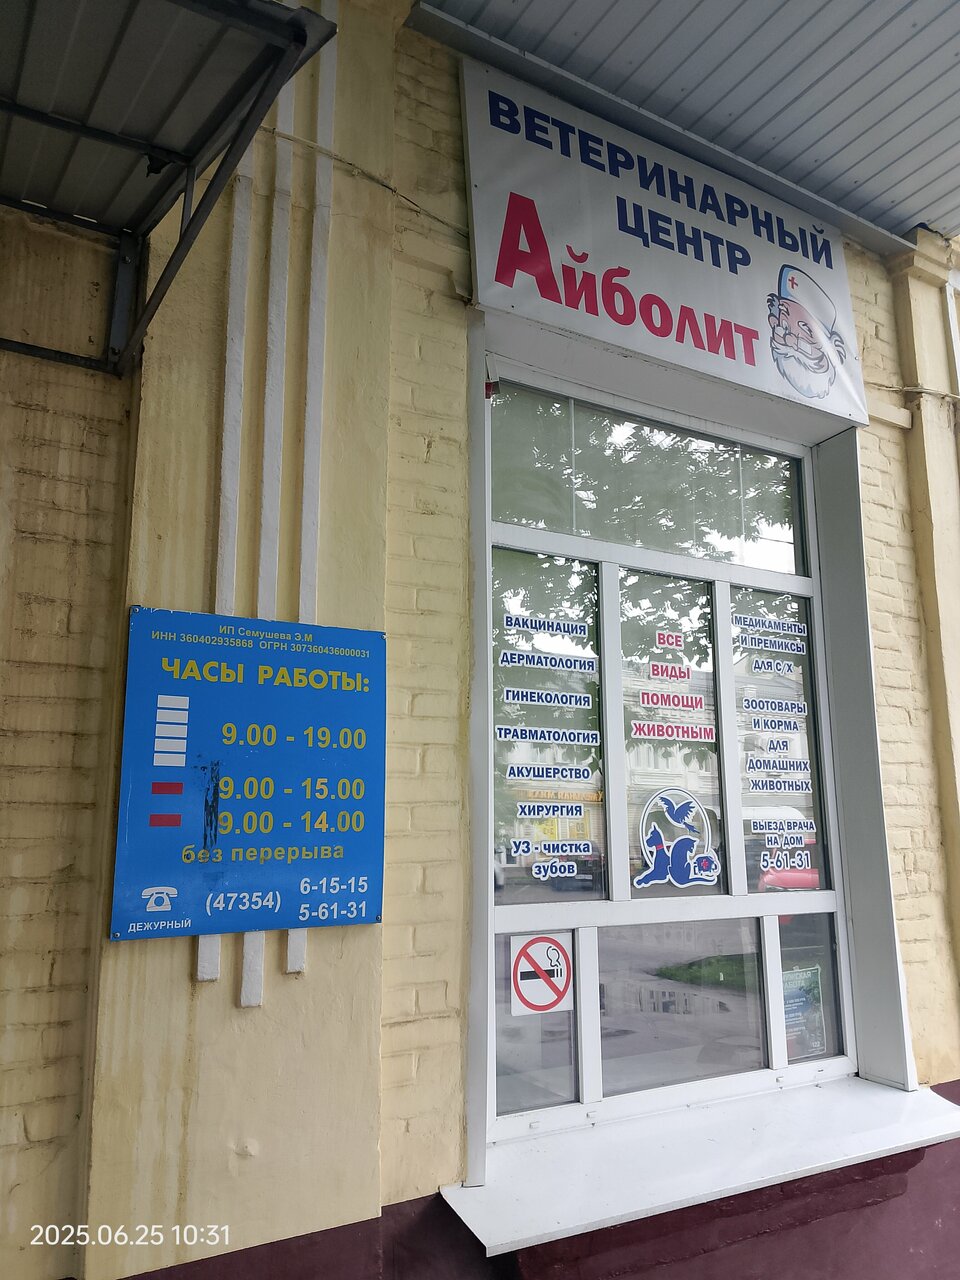 ВЕТЕРИНАРНЫЙ
ЦЕНТР
Айболит
ИП Семушева Э.М
ИНН 360402935868 ОГРН 307360436000031
ЧАСЫ РАБОТЫ:
9.00 - 19.00
9.00 - 15.00
9.00 - 14.00
без перерыва
ДЕЖУРНЫЙ
(47354)
6-15-15
5-61-31
ВАКЦИНАЦИЯ
ДЕРМАТОЛОГИЯ
ГИНЕКОЛОГИЯ
ТРАВМАТОЛОГИЯ
АКУШЕРСТВО
ХИРУРГИЯ
УЗ - чистка
зубов
ВСЕ
ВИДЫ
ПОМОЩИ
ЖИВОТНЫМ
МЕДИКАМЕНТЫ
И ПРЕМИКСЫ
ДЛЯ С/Х
ЗООТОВАРЫ
И КОРМА
ДЛЯ
ДОМАШНИХ
ЖИВОТНЫХ
ВЫЕЗД ВРАЧА
НА ДОМ
5-61-31
2025.06.25 10:31